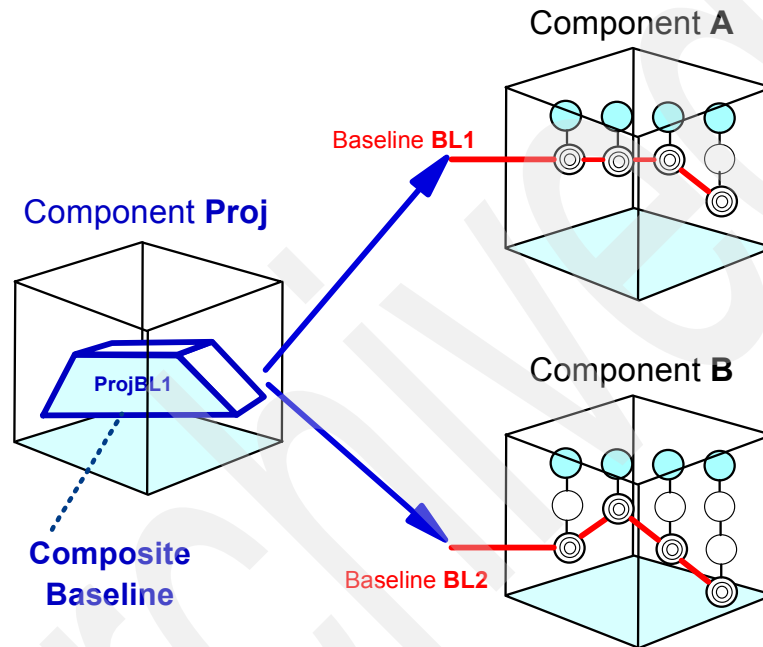 Component A
Baseline BL1
Component Proj
ProjBL1
Component B
Composite
Baseline
Baseline BL2